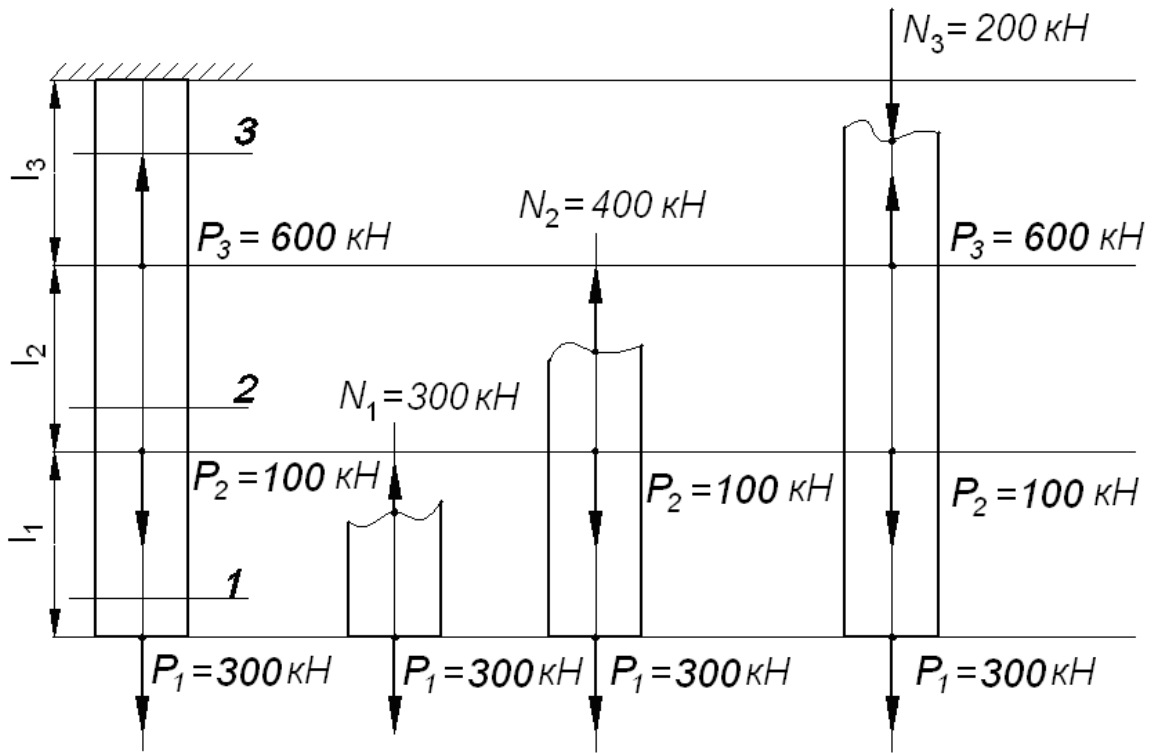 N₃ = 200 кН
3
l₃
N₂ = 400 кН
P₃ = 600 кН
P₃ = 600 кН
l₂
2
N₁ = 300 кН
P₂ = 100 кН
P₂ = 100 кН
P₂ = 100 кН
l₁
1
P₁ = 300 кН
P₁ = 300 кН
P₁ = 300 кН
P₁ = 300 кН